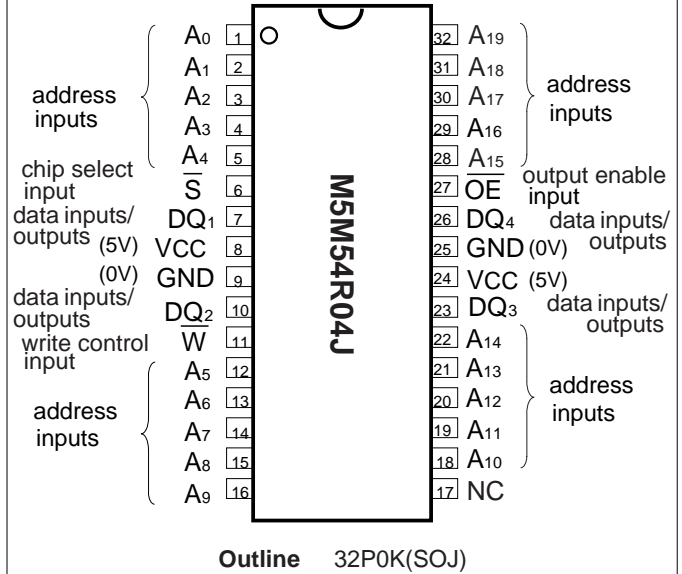 A0 1 32 A19
A1 2 31 A18
A2 3 30 A17
address inputs
address inputs
A3 4 29 A16
A4 5 28 A15
chip select input
S̅ 6 27 O̅E̅
output enable input
data inputs/ outputs
DQ1 7 26 DQ4
data inputs/ outputs
(5V) VCC 8 25 GND (0V)
(0V) GND 9 24 VCC (5V)
data inputs/ outputs
DQ2 10 23 DQ3
data inputs/ outputs
write control input
W̅ 11 22 A14
A5 12 21 A13
A6 13 20 A12
address inputs
address inputs
A7 14 19 A11
A8 15 18 A10
A9 16 17 NC
M5M54R04J
Outline 32P0K(SOJ)